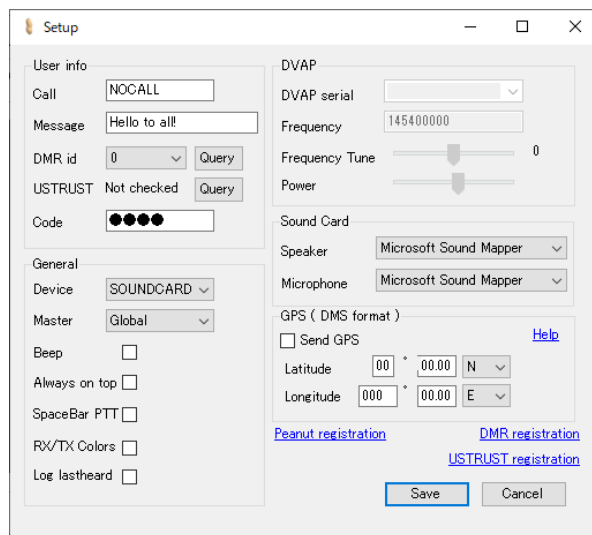 Setup
User info
Call NOCALL
Message Hello to all!
DMR id 0 Query
USTRUST Not checked Query
Code ●●●●
General
Device SOUNDCARD
Master Global
Beep
Always on top
SpaceBar PTT
RX/TX Colors
Log lastheard
DVAP
DVAP serial
Frequency 145400000
Frequency Tune 0
Power
Sound Card
Speaker Microsoft Sound Mapper
Microphone Microsoft Sound Mapper
GPS ( DMS format )
Send GPS Help
Latitude 00 ° 00.00 N
Longitude 000 ° 00.00 E
Peanut registration DMR registration
USTRUST registration
Save Cancel